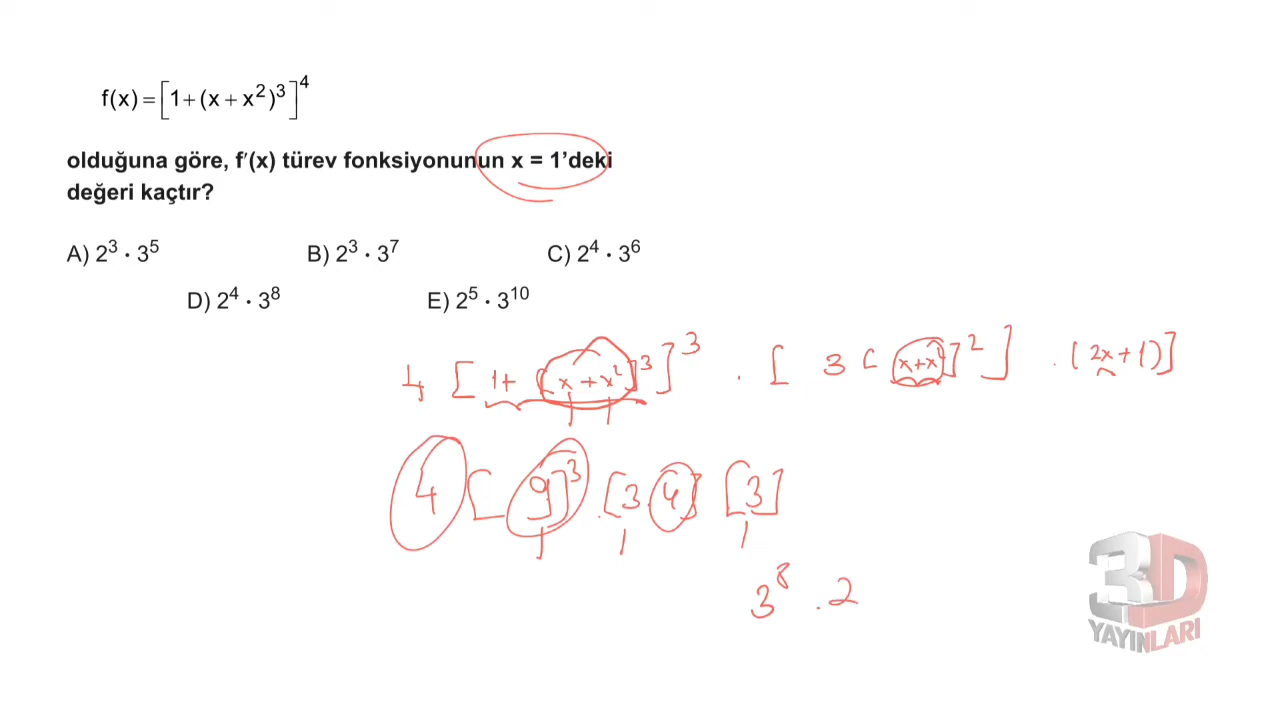 f(x) = [1 + (x + x²)³]⁴
olduğuna göre, f′(x) türev fonksiyonunun x = 1’deki
değeri kaçtır?
A) 2³ · 3⁵ B) 2³ · 3⁷ C) 2⁴ · 3⁶
D) 2⁴ · 3⁸ E) 2⁵ · 3¹⁰
4 [1 + (x + x²)³]³ · [3 (x + x²)²] · (2x + 1)]
4 [9]³ · [3 · 4] [3]
3⁸ · 2
3D
YAYINLARI